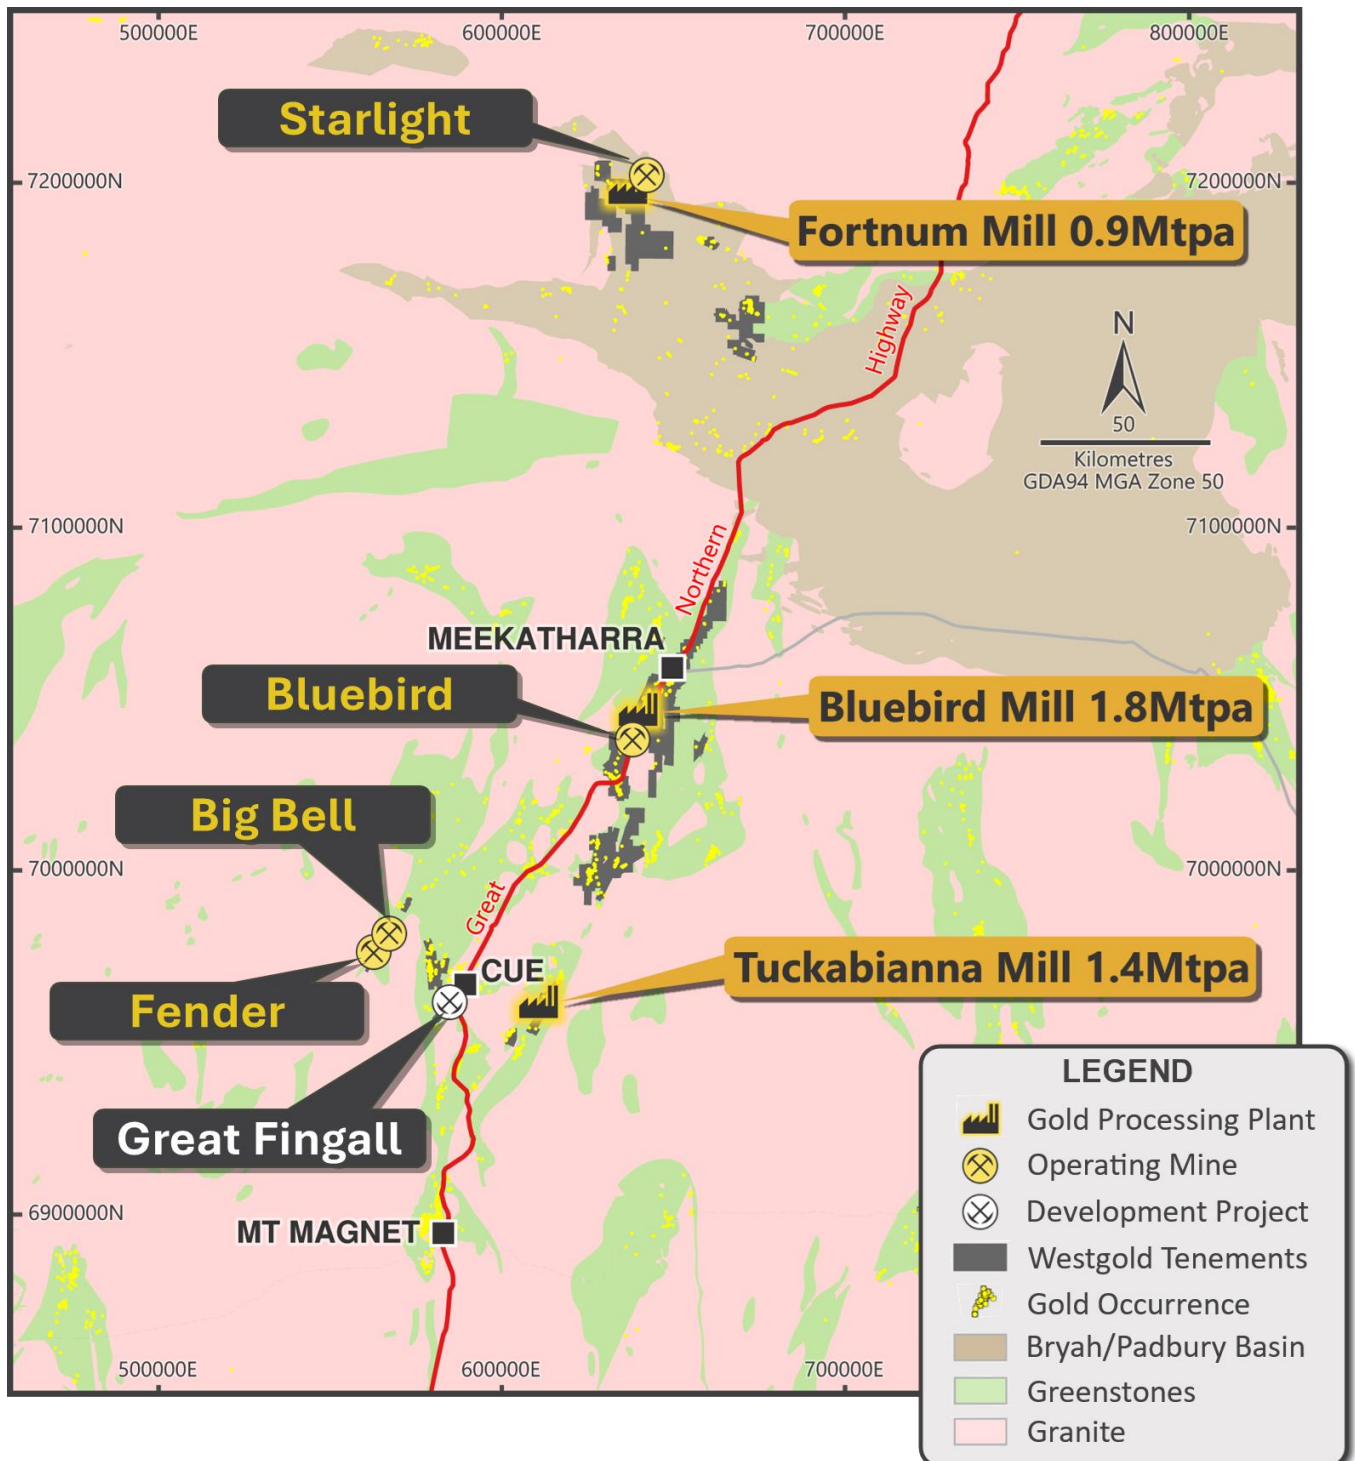 500000E
600000E
700000E
800000E
Starlight
7200000N
7200000N
Fortnum Mill 0.9Mtpa
Highway
N
50
Kilometres
GDA94 MGA Zone 50
7100000N
7100000N
Northern
MEEKATHARRA
Bluebird
Bluebird Mill 1.8Mtpa
Big Bell
7000000N
7000000N
Great
CUE
Tuckabianna Mill 1.4Mtpa
Fender
Great Fingall
6900000N
MT MAGNET
500000E
600000E
700000E
LEGEND
Gold Processing Plant
Operating Mine
Development Project
Westgold Tenements
Gold Occurrence
Bryah/Padbury Basin
Greenstones
Granite